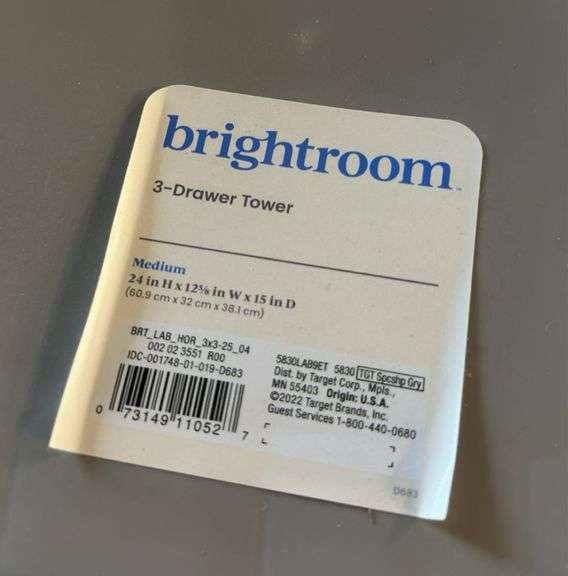 brightroom™
3-Drawer Tower
Medium
24 in H x 12⅝ in W x 15 in D
(60.9 cm x 32 cm x 38.1 cm)
BRT_LAB_HOR_3x3-25_04
002 02 3551 R00
IDC-001748-01-019-D683
0 73149 11052 7
5830LAB9ET 5830 TGT Spcshp Gry
Dist. by Target Corp., Mpls.,
MN 55403 Origin: U.S.A.
©2022 Target Brands, Inc.
Guest Services 1-800-440-0680
D683